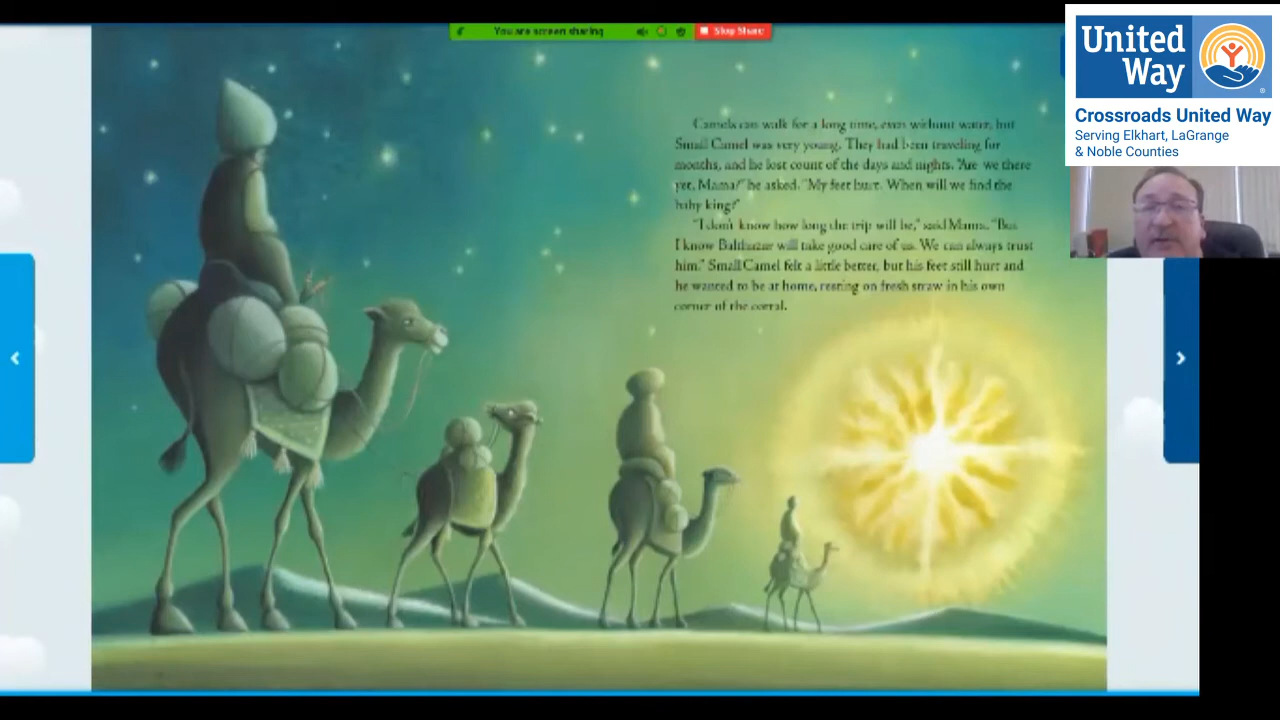 You are screen sharing
Stop Share
United
Way
Crossroads United Way
Serving Elkhart, LaGrange
& Noble Counties
Camels can walk for a long time, even without water, but
Small Camel was very young. They had been traveling for
months, and he lost count of the days and nights. "Are we there
yet, Mama?" he asked. "My feet hurt. When will we find the
baby king?"
"I don't know how long the trip will be," said Mama. "But
I know Balthazar will take good care of us. We can always trust
him." Small Camel felt a little better, but his feet still hurt and
he wanted to be at home, resting on fresh straw in his own
corner of the corral.